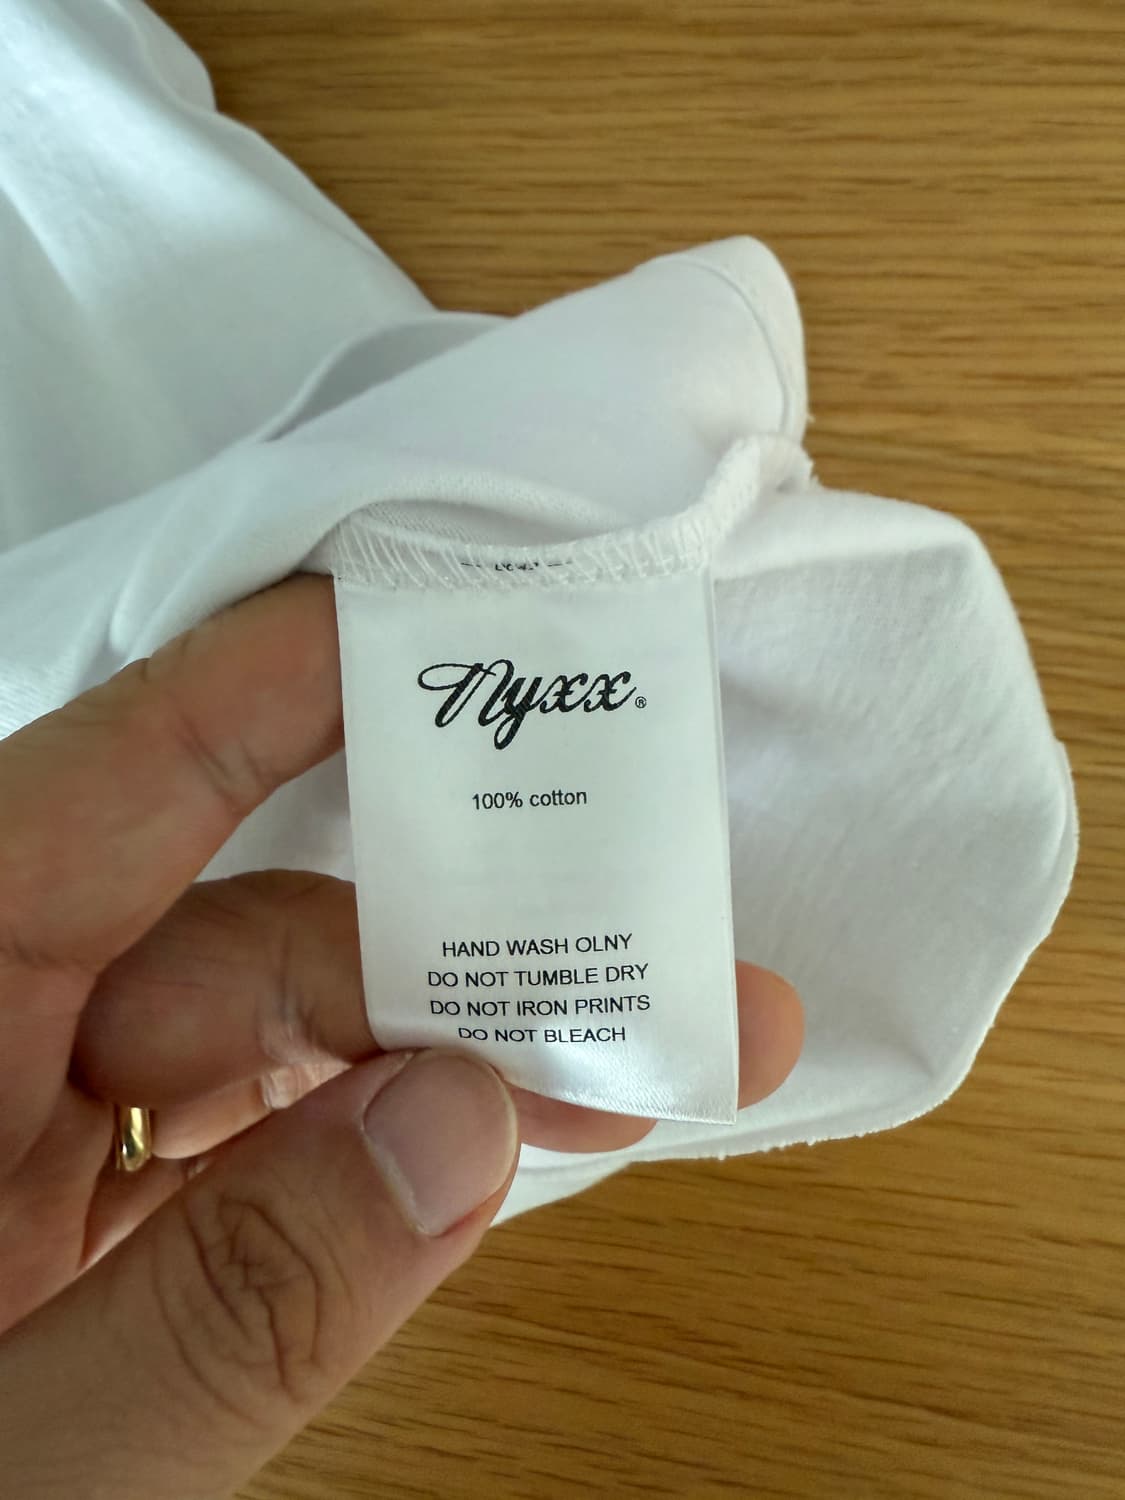 Nyxx®
100% cotton
HAND WASH OLNY
DO NOT TUMBLE DRY
DO NOT IRON PRINTS
DO NOT BLEACH